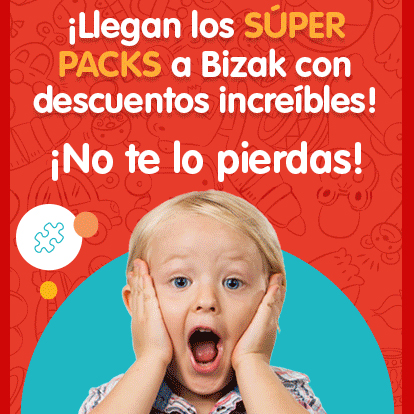 ¡Llegan los SÚPER
PACKS a Bizak con
descuentos increíbles!
¡No te lo pierdas!